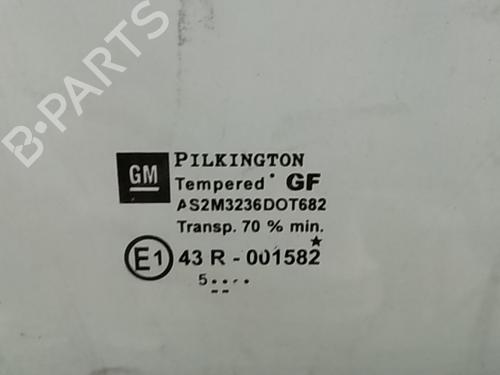 B-PARTS
GM PILKINGTON
Tempered GF
AS2M3236DOT682
Transp. 70 % min.
E1 43 R - 001582
5